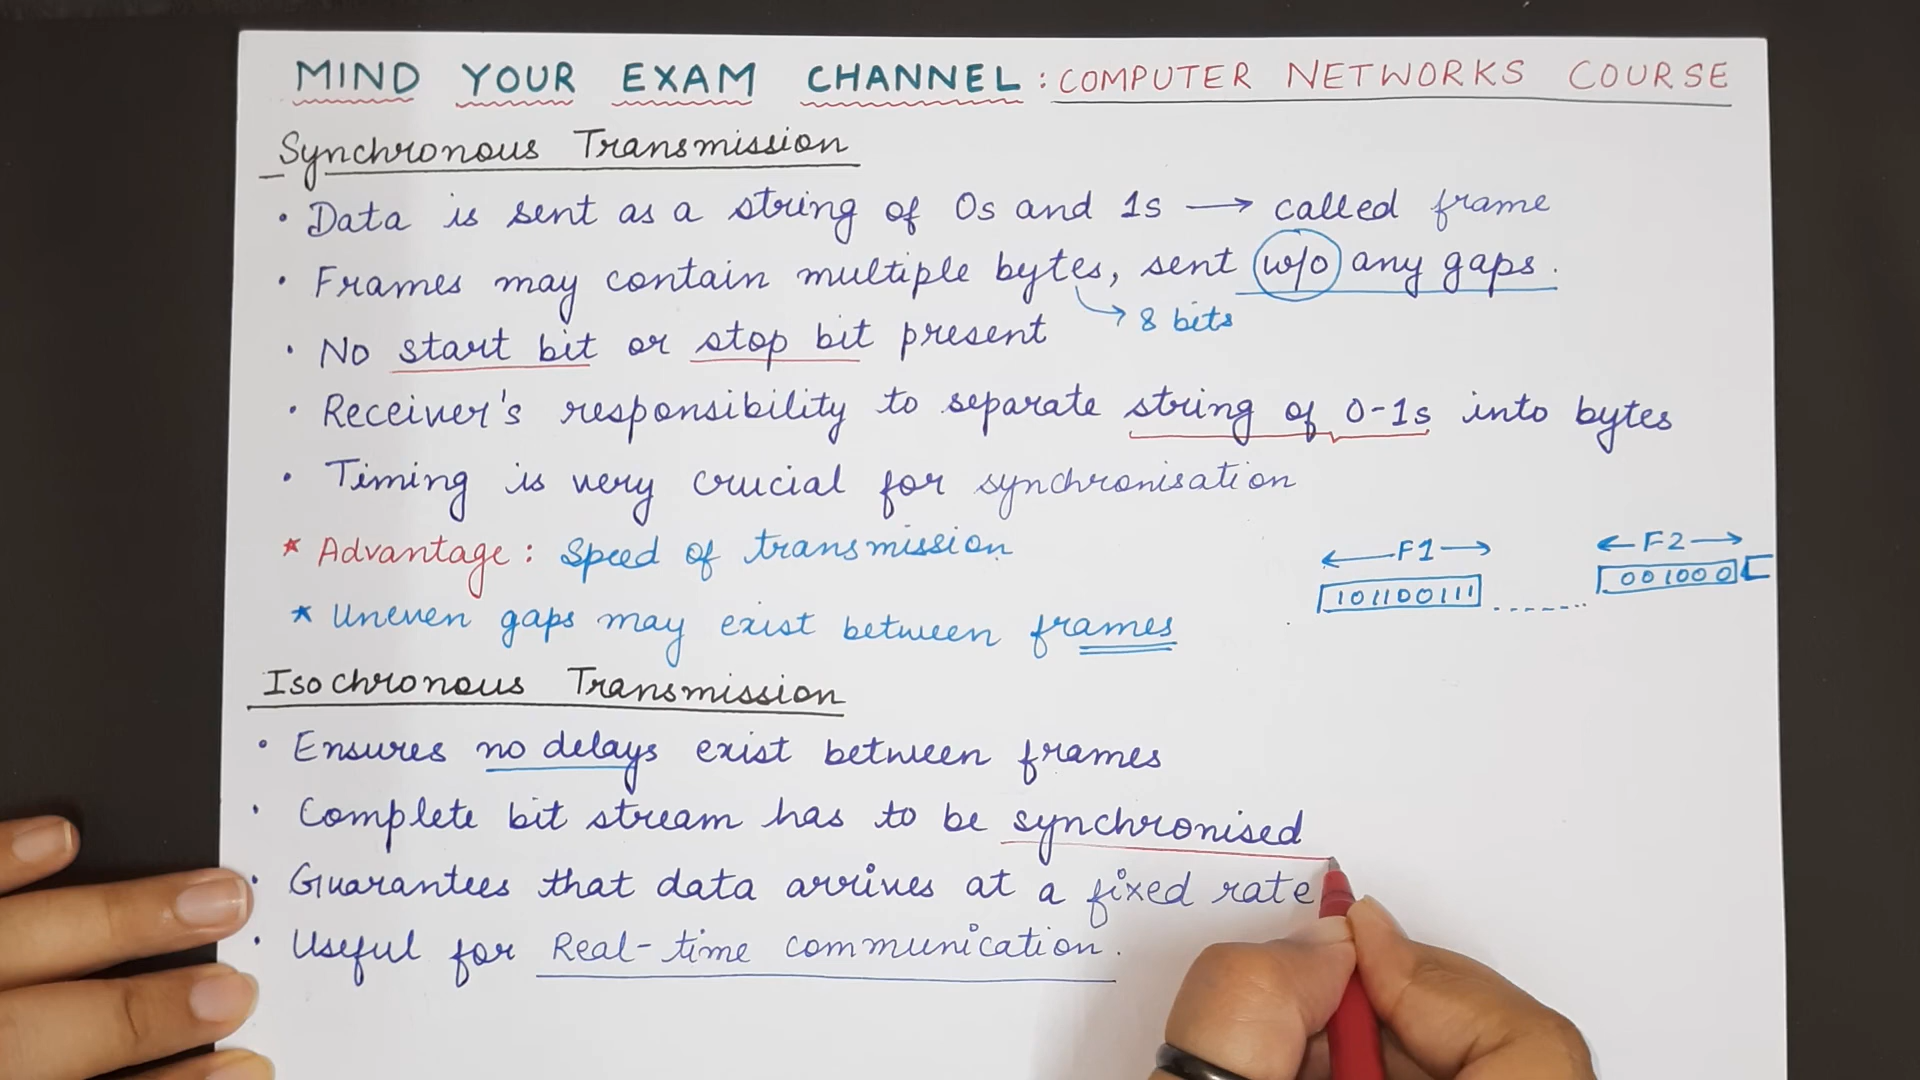 MIND YOUR EXAM CHANNEL : COMPUTER NETWORKS COURSE
Synchronous Transmission
• Data is sent as a string of 0s and 1s → called frame
• Frames may contain multiple bytes, sent w/o any gaps.
→ 8 bits
• No start bit or stop bit present
• Receiver's responsibility to separate string of 0-1s into bytes
• Timing is very crucial for synchronisation
* Advantage: Speed of transmission
← F1 → ← F2 →
101100111 ------ 001000
* Uneven gaps may exist between frames
Isochronous Transmission
• Ensures no delays exist between frames
• Complete bit stream has to be synchronised
• Guarantees that data arrives at a fixed rate
• Useful for Real-time communication.